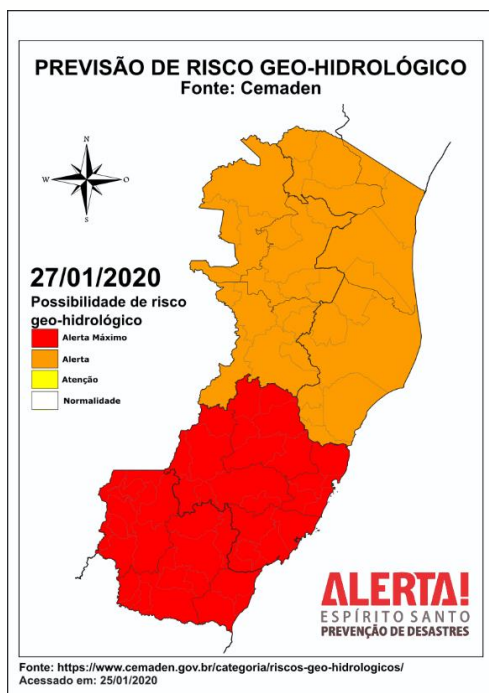 PREVISÃO DE RISCO GEO-HIDROLÓGICO
Fonte: Cemaden
N
W
O
S
27/01/2020
Possibilidade de risco
geo-hidrológico
Alerta Máximo
Alerta
Atenção
Normalidade
ALERTA!
ESPÍRITO SANTO
PREVENÇÃO DE DESASTRES
Fonte: https://www.cemaden.gov.br/categoria/riscos-geo-hidrologicos/
Acessado em: 25/01/2020